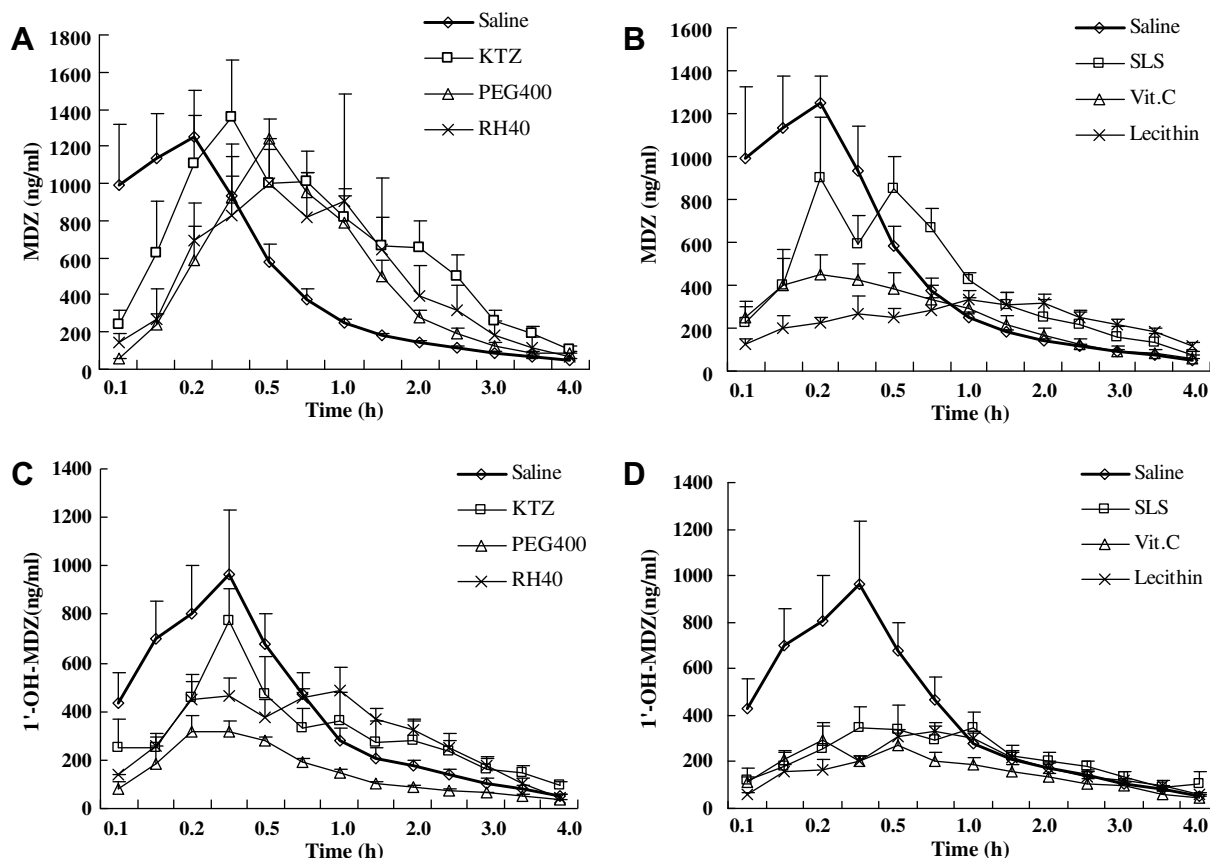 A
MDZ (ng/ml)
1800
1600
1400
1200
1000
800
600
400
200
0
Saline
KTZ
PEG400
RH40
0.1 0.2 0.5 1.0 2.0 3.0 4.0
Time (h)
B
MDZ (ng/ml)
1600
1400
1200
1000
800
600
400
200
0
Saline
SLS
Vit.C
Lecithin
0.1 0.2 0.5 1.0 2.0 3.0 4.0
Time (h)
C
1'-OH-MDZ(ng/ml)
1400
1200
1000
800
600
400
200
0
Saline
KTZ
PEG400
RH40
0.1 0.2 0.5 1.0 2.0 3.0 4.0
Time (h)
D
1'-OH-MDZ(ng/ml)
1400
1200
1000
800
600
400
200
0
Saline
SLS
Vit.C
Lecithin
0.1 0.2 0.5 1.0 2.0 3.0 4.0
Time (h)